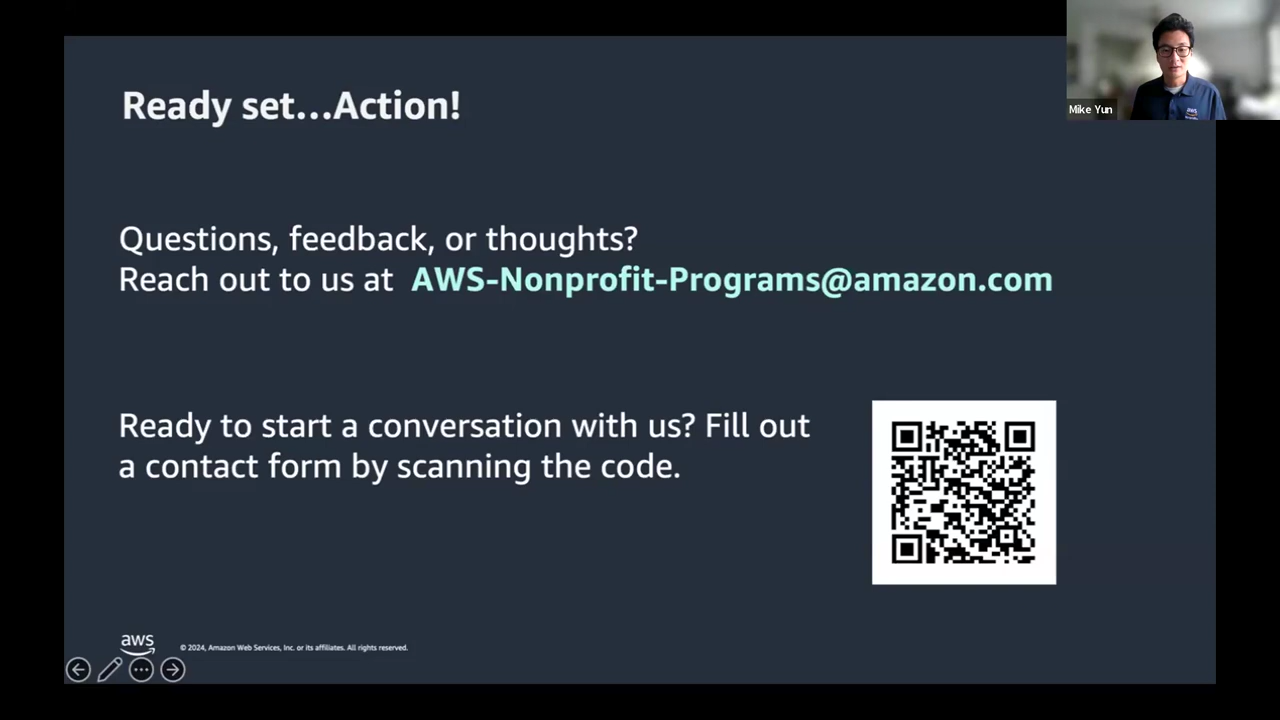 Ready set...Action!
Mike Yun
aws
Questions, feedback, or thoughts?
Reach out to us at AWS-Nonprofit-Programs@amazon.com
Ready to start a conversation with us? Fill out
a contact form by scanning the code.
aws
© 2024, Amazon Web Services, Inc. or its affiliates. All rights reserved.